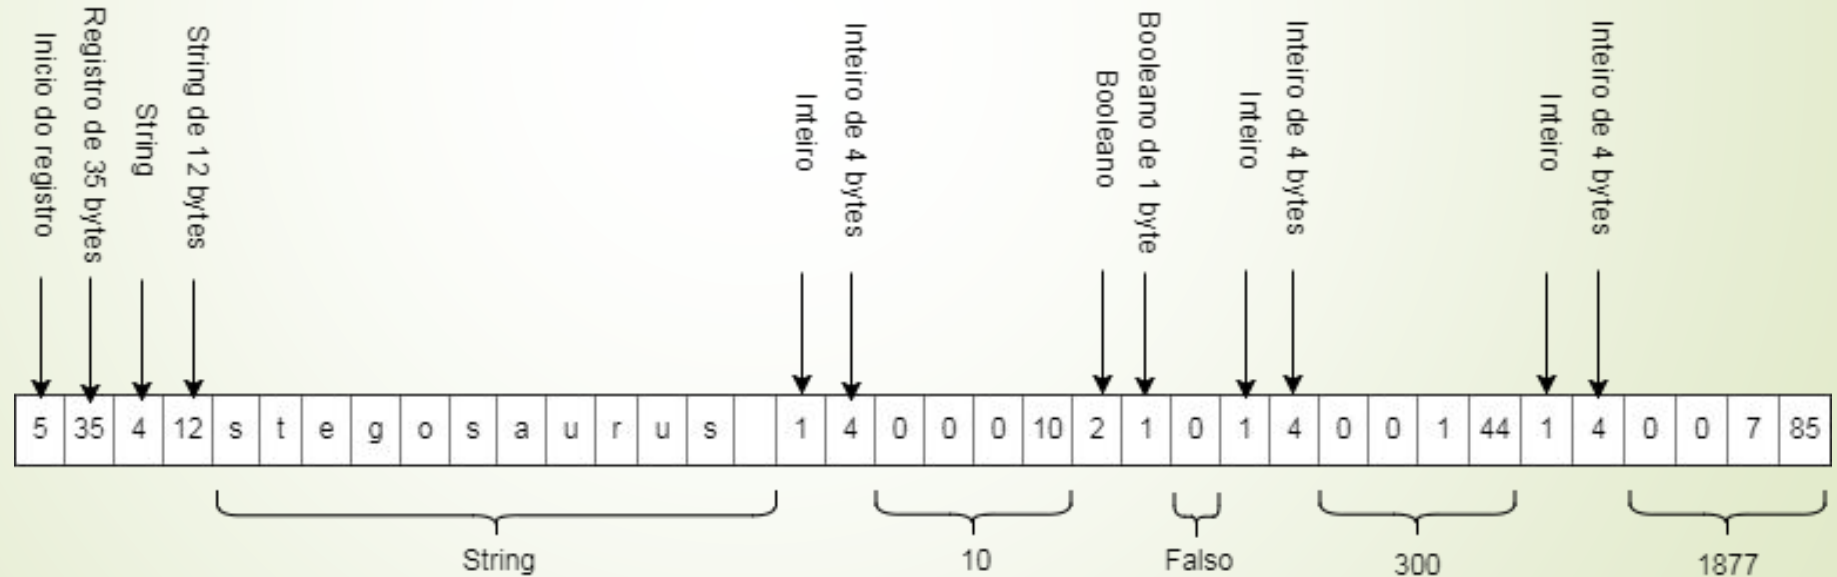 Inicio do registro
Registro de 35 bytes
String
String de 12 bytes
Inteiro
Inteiro de 4 bytes
Booleano
Booleano de 1 byte
Inteiro
Inteiro de 4 bytes
Inteiro
Inteiro de 4 bytes
5 35 4 12 s t e g o s a u r u s 1 4 0 0 0 10 2 1 0 1 4 0 0 1 44 1 4 0 0 7 85
String 10 Falso 300 1877